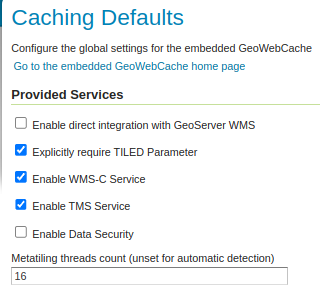 Caching Defaults
Configure the global settings for the embedded GeoWebCache
Go to the embedded GeoWebCache home page
Provided Services
Enable direct integration with GeoServer WMS
Explicitly require TILED Parameter
Enable WMS-C Service
Enable TMS Service
Enable Data Security
Metatiling threads count (unset for automatic detection)
16